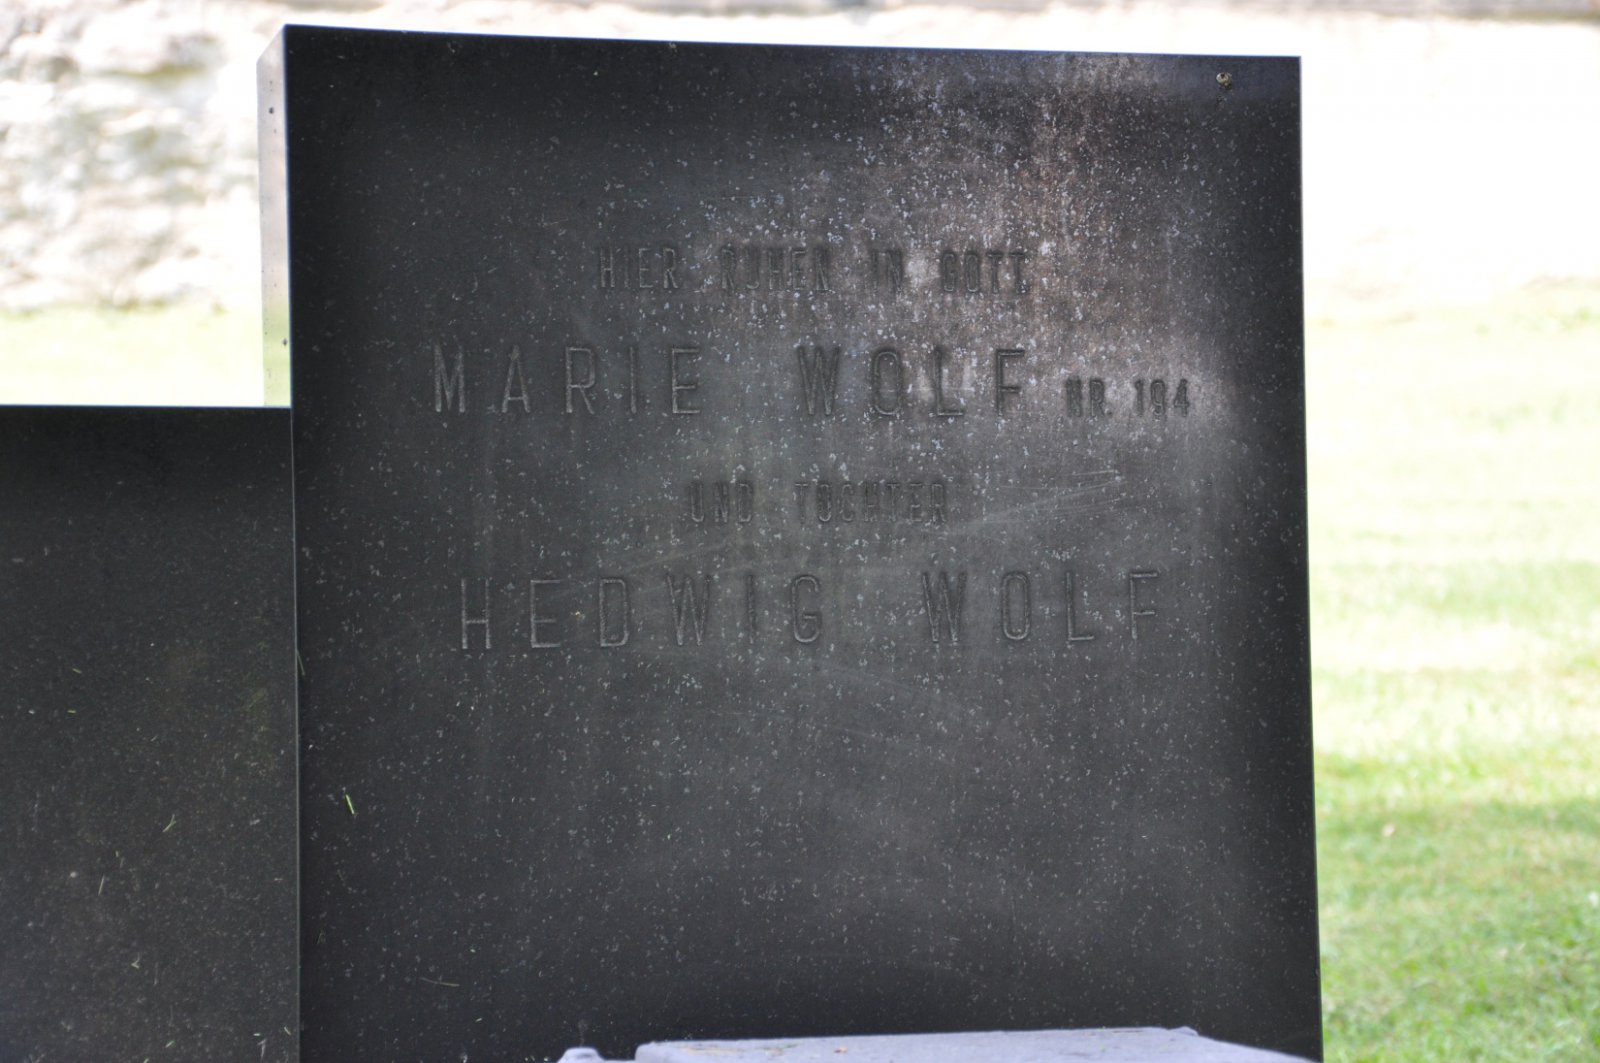 HIER RUHEN IN GOTT
MARIE WOLF NR. 194
UND TOCHTER
HEDWIG WOLF